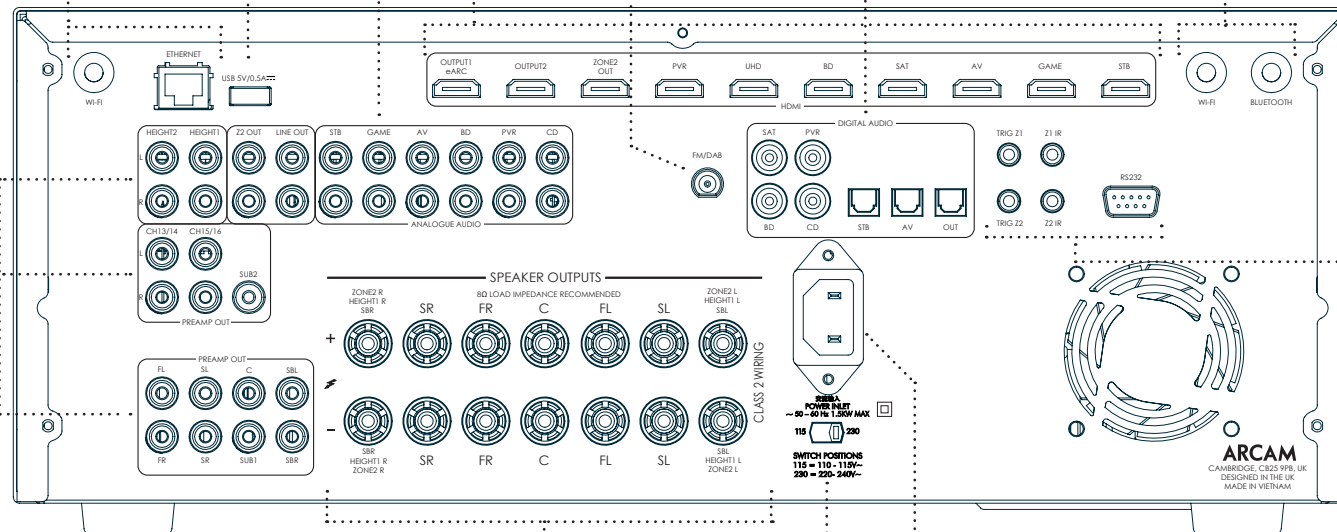 ETHERNET
USB 5V/0.5A⎓
WI-FI
OUTPUT1
eARC
OUTPUT2
ZONE2
OUT
PVR
UHD
BD
SAT
AV
GAME
STB
HDMI
WI-FI
BLUETOOTH
HEIGHT2
HEIGHT1
Z2 OUT
LINE OUT
STB
GAME
AV
BD
PVR
CD
L
R
ANALOGUE AUDIO
FM/DAB
DIGITAL AUDIO
SAT
PVR
BD
CD
STB
AV
OUT
TRIG Z1
Z1 IR
TRIG Z2
Z2 IR
RS232
CH13/14
CH15/16
L
R
SUB2
PREAMP OUT
SPEAKER OUTPUTS
8Ω LOAD IMPEDANCE RECOMMENDED
ZONE2 R
HEIGHT1 R
SBR
SR
FR
C
FL
SL
ZONE2 L
HEIGHT1 L
SBL
+
−
SBR
HEIGHT1 R
ZONE2 R
SR
FR
C
FL
SL
SBL
HEIGHT1 L
ZONE2 L
CLASS 2 WIRING
PREAMP OUT
FL
SL
C
SBL
FR
SR
SUB1
SBR
POWER INLET
~ 50 – 60 Hz 1.5KW MAX
115
230
SWITCH POSITIONS
115 = 110 - 115V~
230 = 220- 240V~
ARCAM
CAMBRIDGE, CB25 9PB, UK
DESIGNED IN THE UK
MADE IN VIETNAM